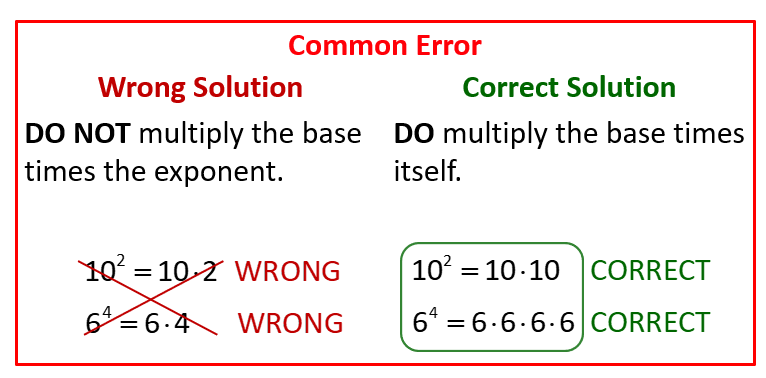 Common Error
Wrong Solution
DO NOT multiply the base
times the exponent.
10² = 10·2 WRONG
6⁴ = 6·4 WRONG
Correct Solution
DO multiply the base times
itself.
10² = 10·10 CORRECT
6⁴ = 6·6·6·6 CORRECT